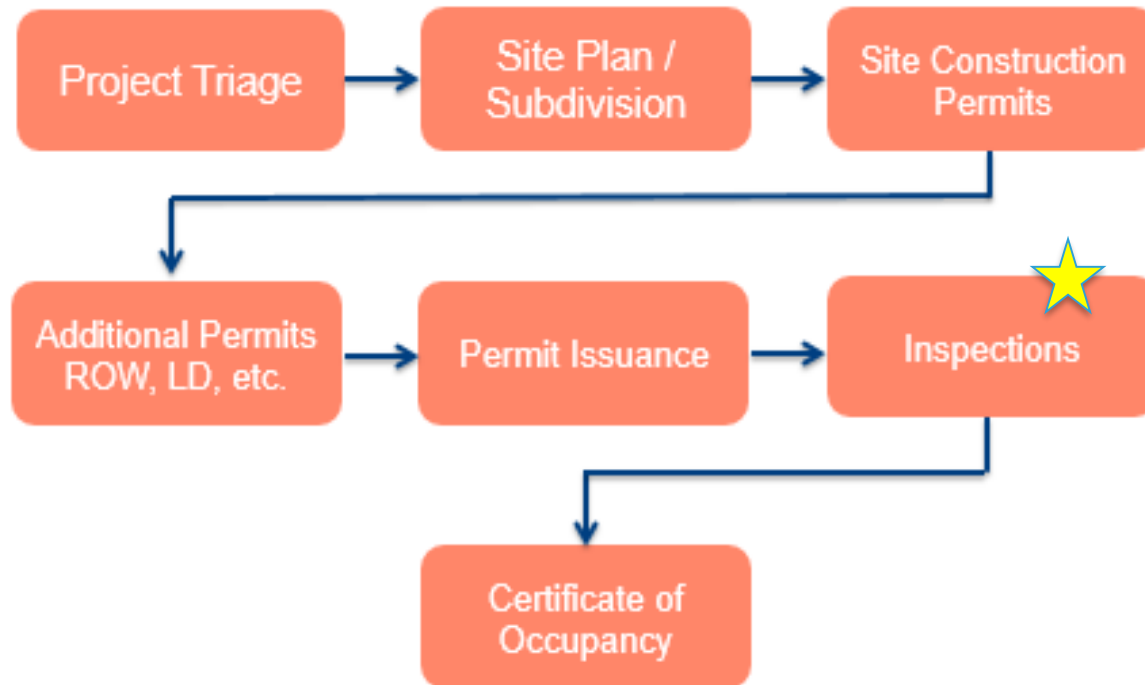 Project Triage
Site Plan /
Subdivision
Site Construction
Permits
Additional Permits
ROW, LD, etc.
Permit Issuance
Inspections
Certificate of
Occupancy